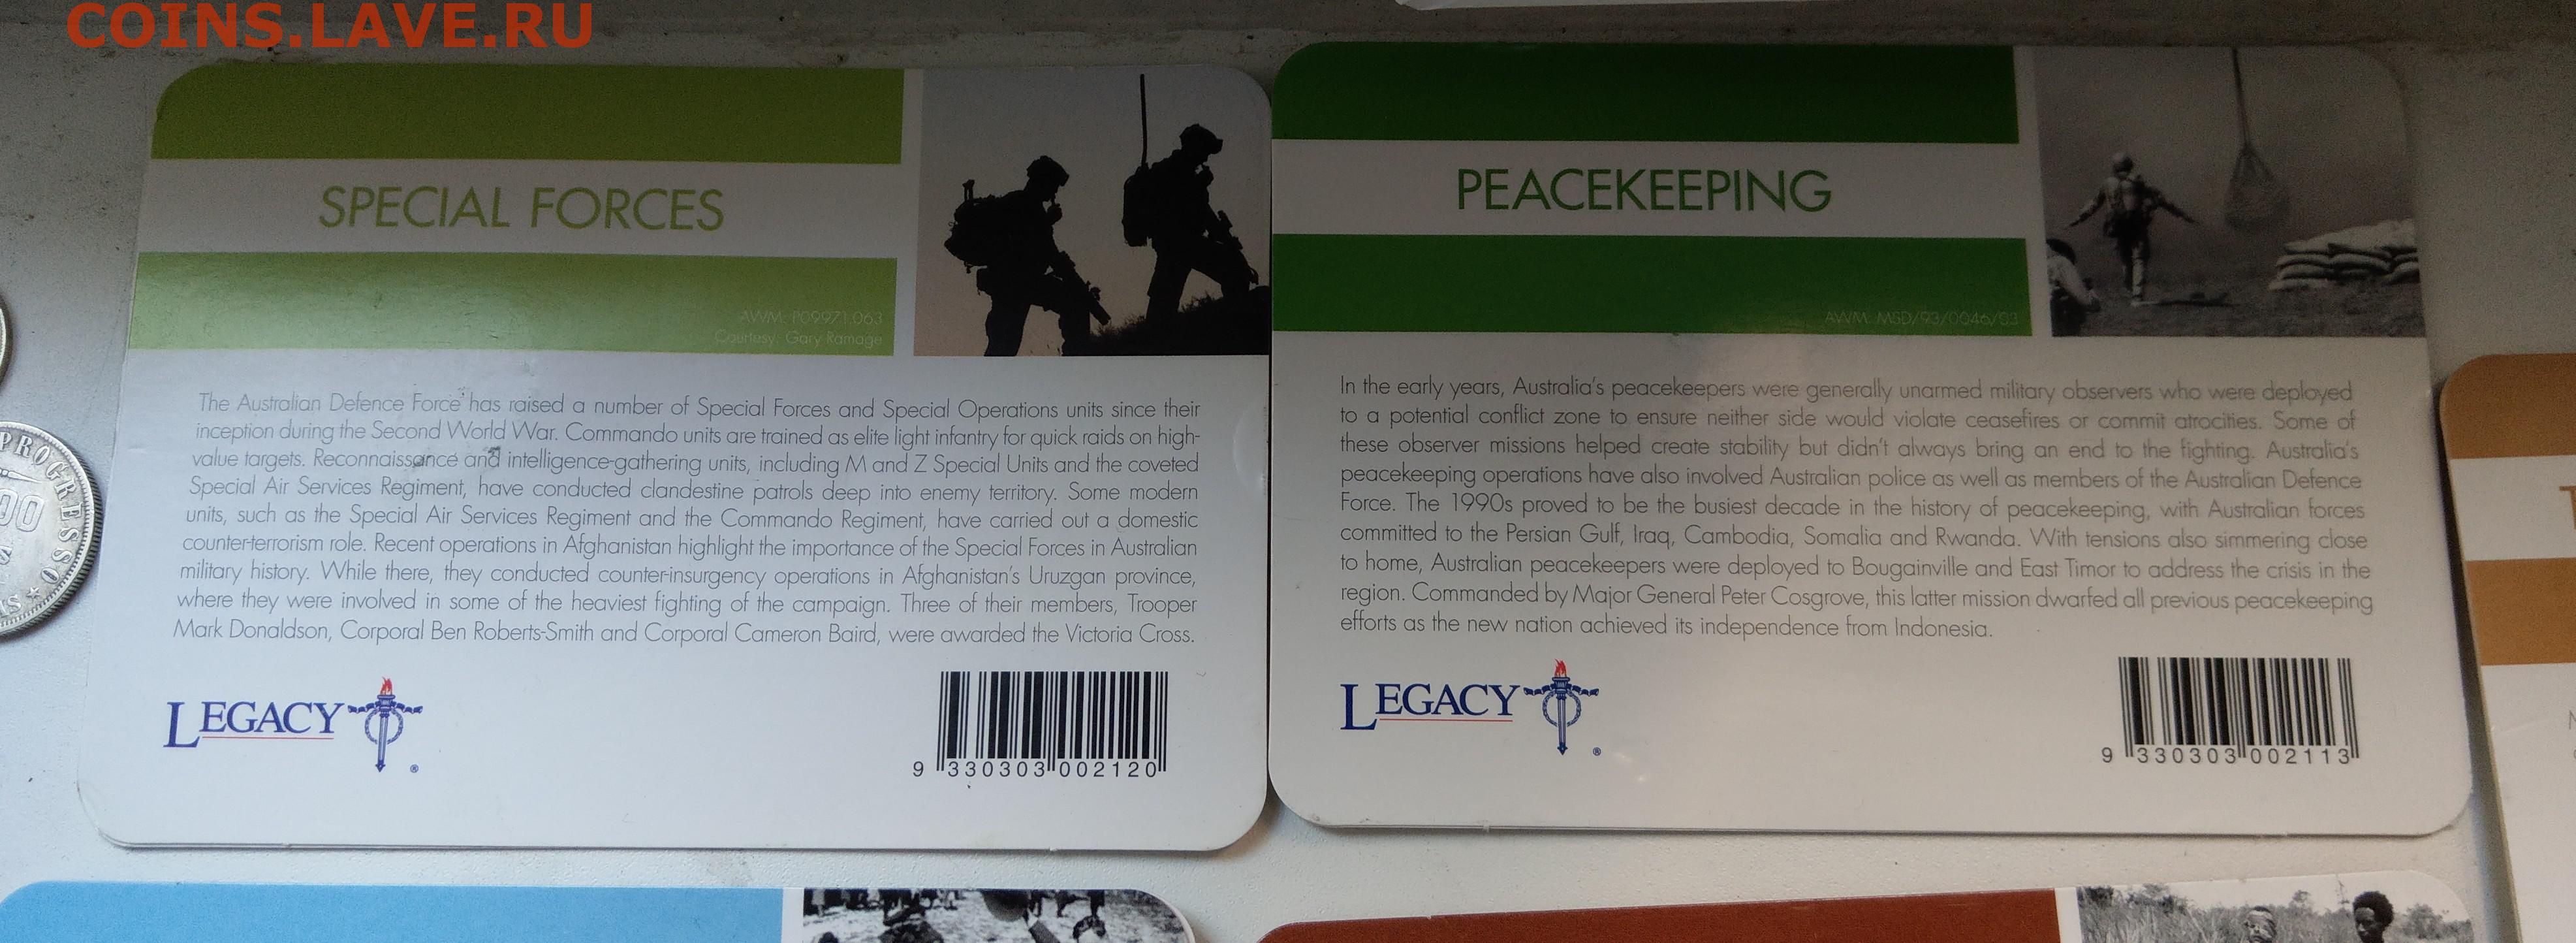 COINS.LAVE.RU
SPECIAL FORCES
AWM: P09971.063
Courtesy: Gary Ramage
The Australian Defence Force has raised a number of Special Forces and Special Operations units since their
inception during the Second World War. Commando units are trained as elite light infantry for quick raids on high-
value targets. Reconnaissance and intelligence-gathering units, including M and Z Special Units and the coveted
Special Air Services Regiment, have conducted clandestine patrols deep into enemy territory. Some modern
units, such as the Special Air Services Regiment and the Commando Regiment, have carried out a domestic
counter-terrorism role. Recent operations in Afghanistan highlight the importance of the Special Forces in Australian
military history. While there, they conducted counter-insurgency operations in Afghanistan's Uruzgan province,
where they were involved in some of the heaviest fighting of the campaign. Three of their members, Trooper
Mark Donaldson, Corporal Ben Roberts-Smith and Corporal Cameron Baird, were awarded the Victoria Cross.
LEGACY ®
9 330303 002120
PEACEKEEPING
AWM: MSD/93/0046/03
In the early years, Australia's peacekeepers were generally unarmed military observers who were deployed
to a potential conflict zone to ensure neither side would violate ceasefires or commit atrocities. Some of
these observer missions helped create stability but didn't always bring an end to the fighting. Australia's
peacekeeping operations have also involved Australian police as well as members of the Australian Defence
Force. The 1990s proved to be the busiest decade in the history of peacekeeping, with Australian forces
committed to the Persian Gulf, Iraq, Cambodia, Somalia and Rwanda. With tensions also simmering close
to home, Australian peacekeepers were deployed to Bougainville and East Timor to address the crisis in the
region. Commanded by Major General Peter Cosgrove, this latter mission dwarfed all previous peacekeeping
efforts as the new nation achieved its independence from Indonesia.
LEGACY ®
9 330303 002113
PROGRESSO